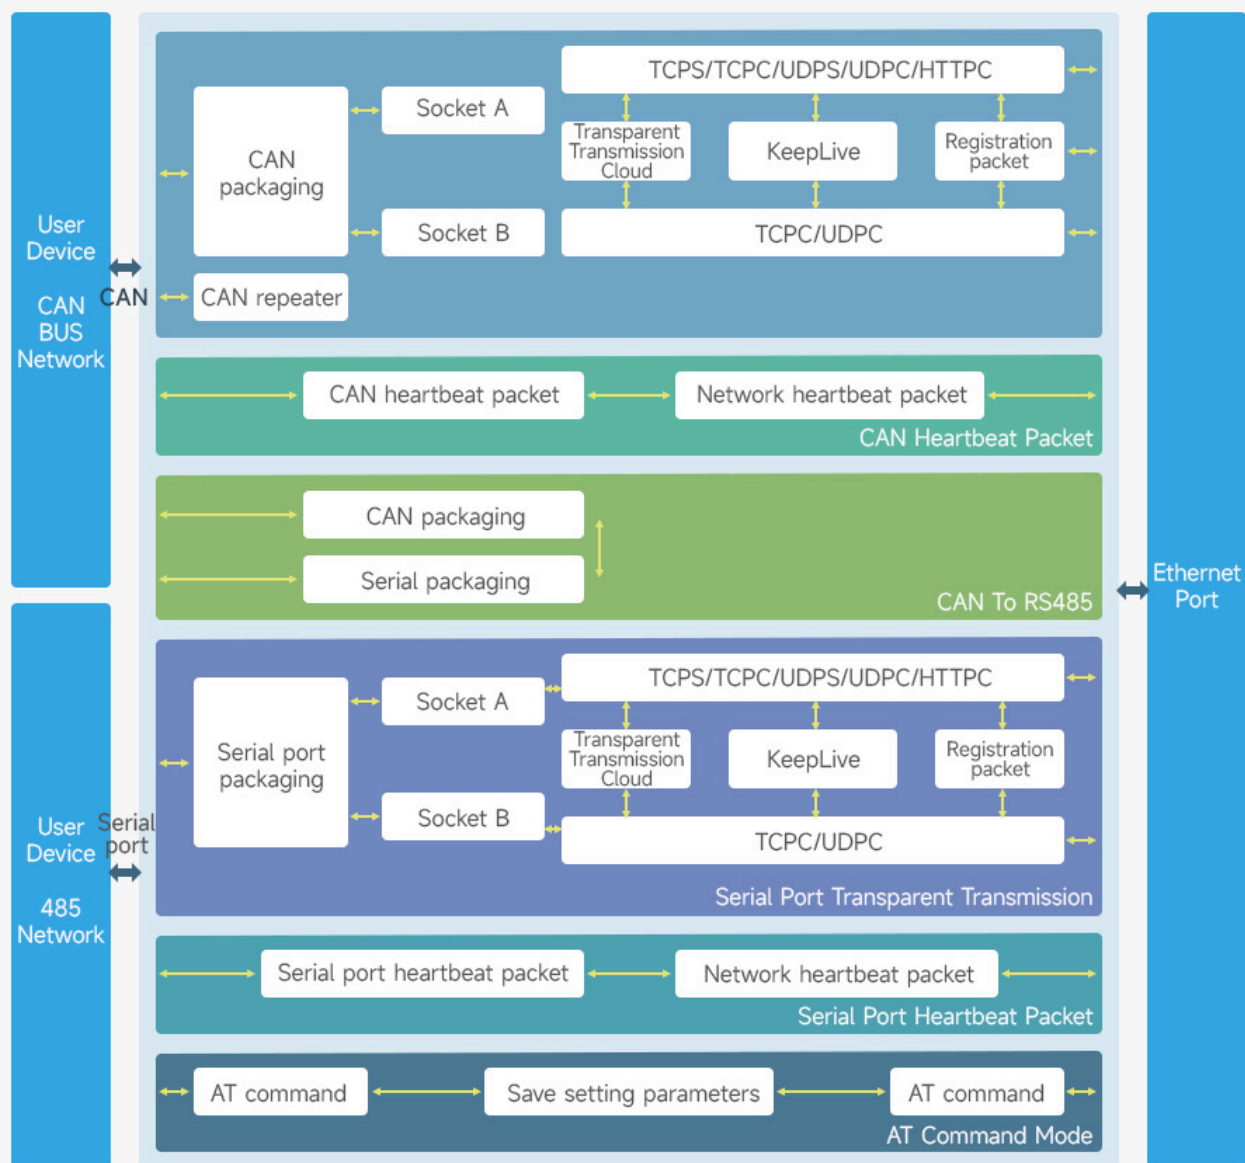 User
Device
CAN
BUS
Network
CAN
CAN
packaging
Socket A
Socket B
CAN repeater
TCPS/TCPC/UDPS/UDPC/HTTPC
Transparent
Transmission
Cloud
KeepLive
Registration
packet
TCPC/UDPC
CAN heartbeat packet
Network heartbeat packet
CAN Heartbeat Packet
CAN packaging
Serial packaging
CAN To RS485
User
Device
485
Network
Serial
port
Serial port
packaging
Socket A
Socket B
TCPS/TCPC/UDPS/UDPC/HTTPC
Transparent
Transmission
Cloud
KeepLive
Registration
packet
TCPC/UDPC
Serial Port Transparent Transmission
Serial port heartbeat packet
Network heartbeat packet
Serial Port Heartbeat Packet
AT command
Save setting parameters
AT command
AT Command Mode
Ethernet
Port